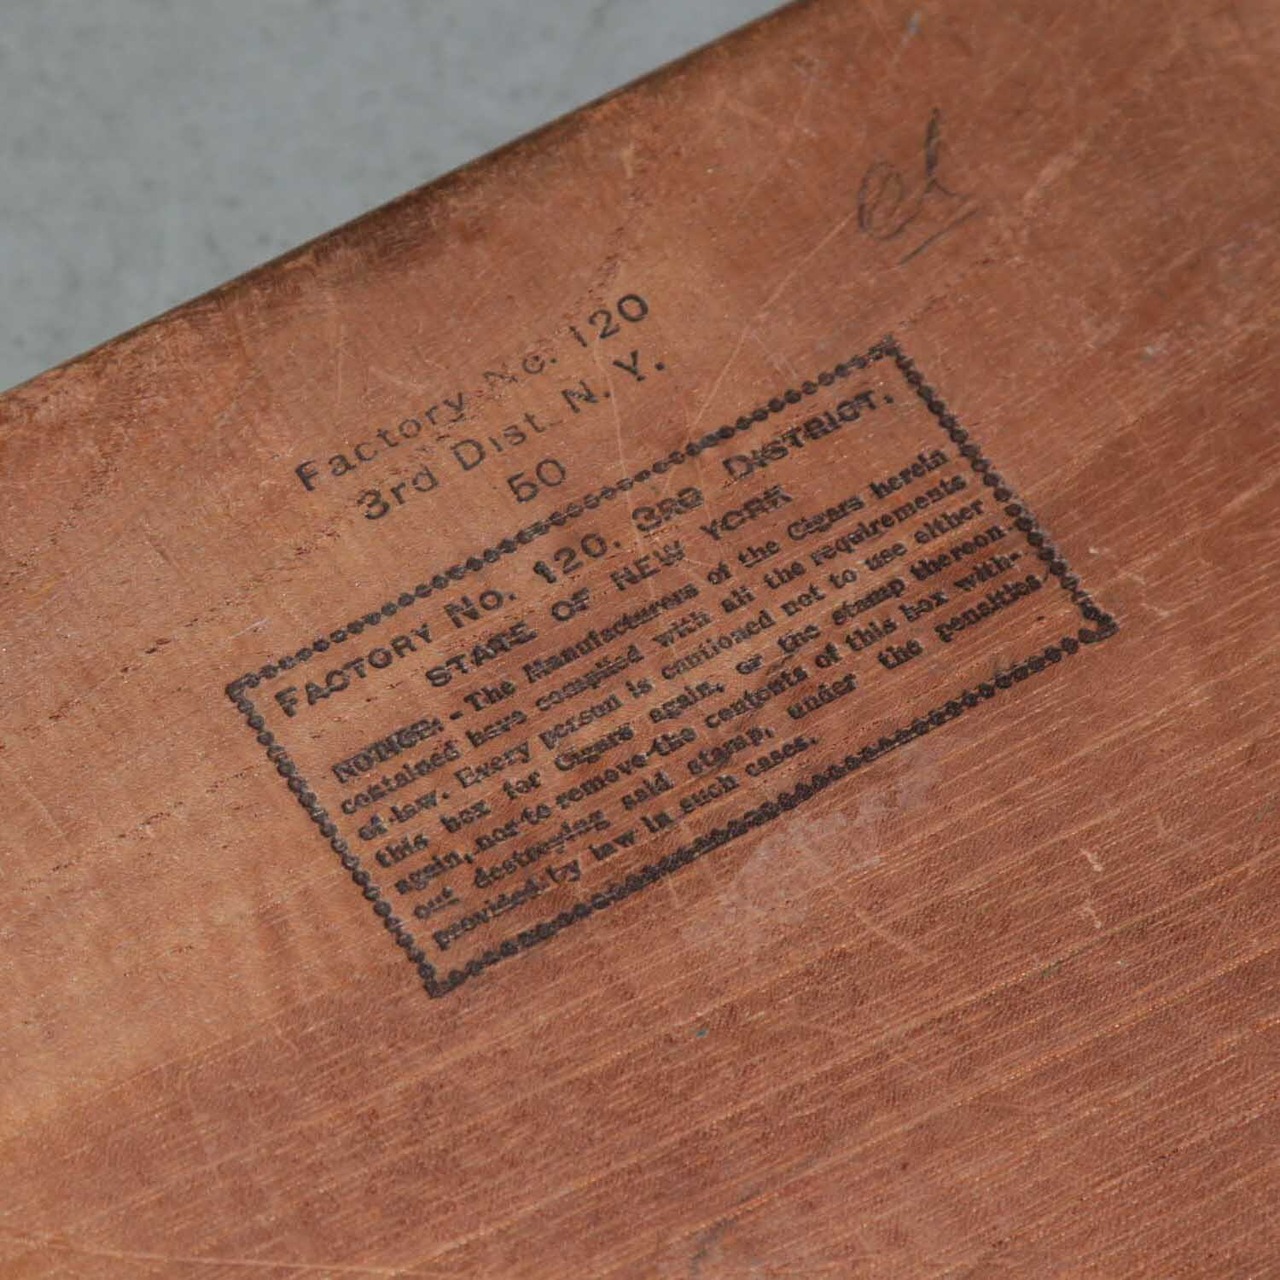 Factory No. 120
3rd Dist. N. Y.
50
FACTORY No. 120, 3RD DISTRICT,
STATE OF NEW YORK
NOTICE: - The Manufacturers of the Cigars herein
contained have complied with all the requirements
of law. Every person is cautioned not to use either
this box for Cigars again, or the stamp thereon
again, nor to remove the contents of this box with-
out destroying said stamp, under the penalties
provided by law in such cases.